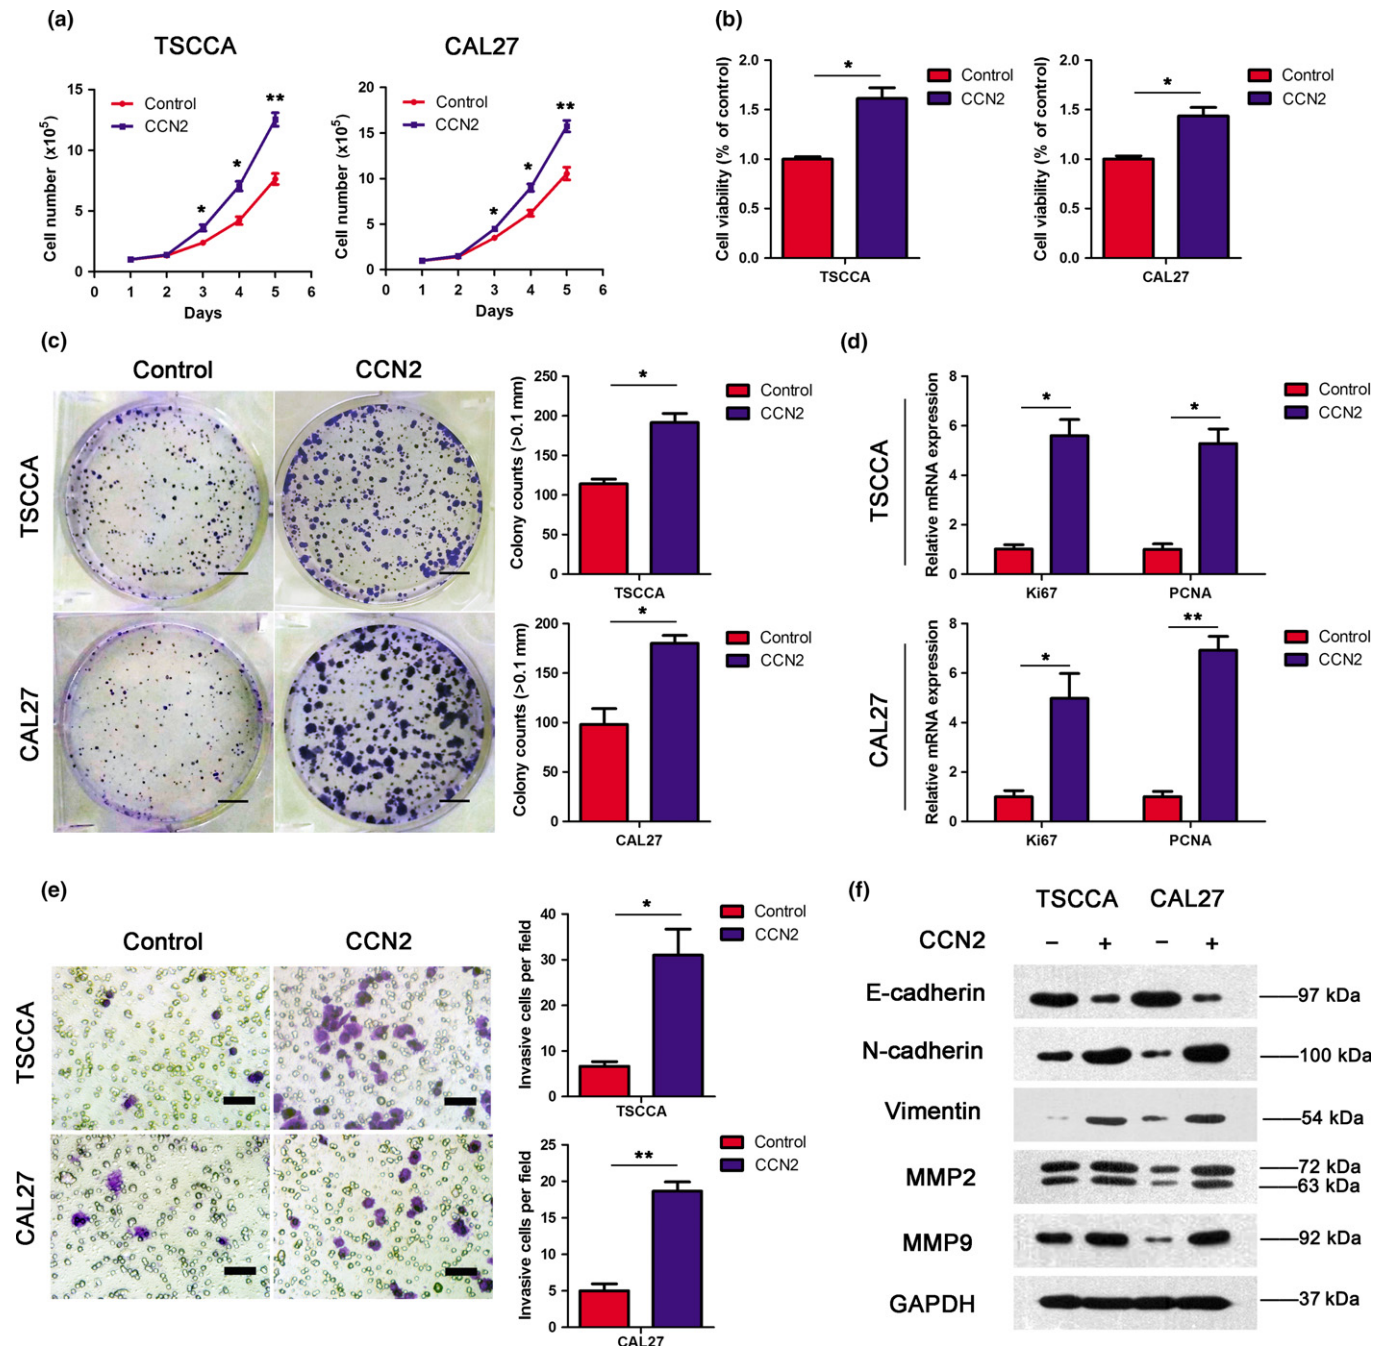 (a)
TSCCA
CAL27
Cell number (x10⁵)
15
10
5
0
Control
CCN2
*
*
**
0 1 2 3 4 5 6
Days
Cell number (x10⁵)
20
15
10
5
0
Control
CCN2
*
*
**
0 1 2 3 4 5 6
Days
(b)
Cell viability (% of control)
2.0
1.5
1.0
0.5
0.0
*
TSCCA
Control
CCN2
Cell viability (% of control)
2.0
1.5
1.0
0.5
0.0
*
CAL27
Control
CCN2
(c)
Control
CCN2
TSCCA
CAL27
Colony counts (>0.1 mm)
250
200
150
100
50
0
*
TSCCA
Control
CCN2
Colony counts (>0.1 mm)
200
150
100
50
0
*
CAL27
Control
CCN2
(d)
TSCCA
Relative mRNA expression
8
6
4
2
0
*
*
Ki67
PCNA
Control
CCN2
CAL27
Relative mRNA expression
8
6
4
2
0
*
**
Ki67
PCNA
Control
CCN2
(e)
Control
CCN2
TSCCA
CAL27
Invasive cells per field
40
30
20
10
0
*
TSCCA
Control
CCN2
Invasive cells per field
25
20
15
10
5
0
**
CAL27
Control
CCN2
(f)
TSCCA CAL27
CCN2 – + – +
E-cadherin 97 kDa
N-cadherin 100 kDa
Vimentin 54 kDa
MMP2 72 kDa
63 kDa
MMP9 92 kDa
GAPDH 37 kDa